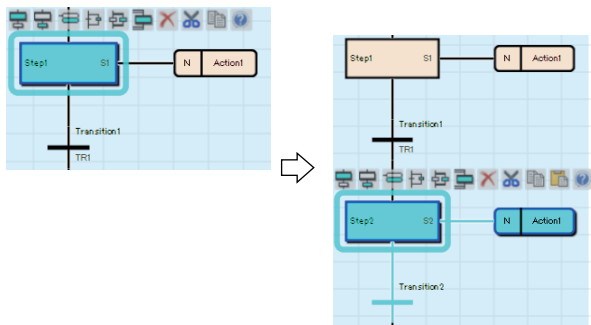 Step1 S1 N Action1
Transition1
TR1
Step1 S1 N Action1
Transition1
TR1
Step2 S2 N Action1
Transition2